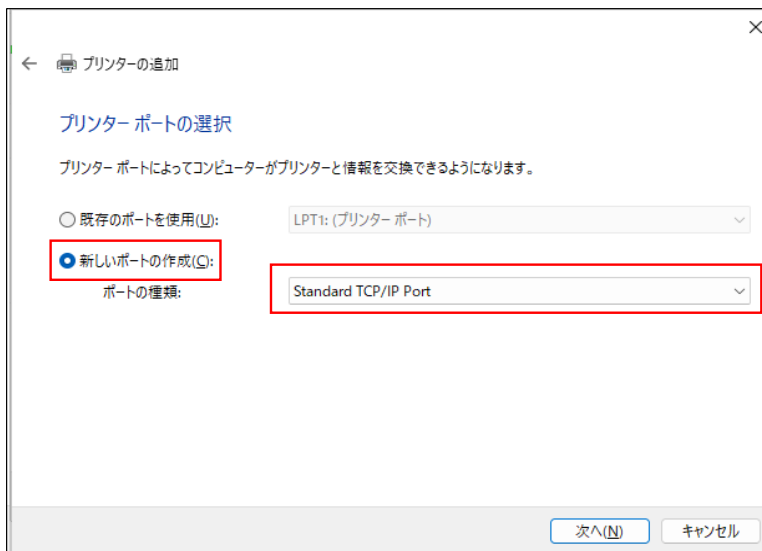 プリンターの追加
プリンター ポートの選択
プリンター ポートによってコンピューターがプリンターと情報を交換できるようになります。
既存のポートを使用(U): LPT1: (プリンター ポート)
新しいポートの作成(C):
ポートの種類: Standard TCP/IP Port
次へ(N) キャンセル